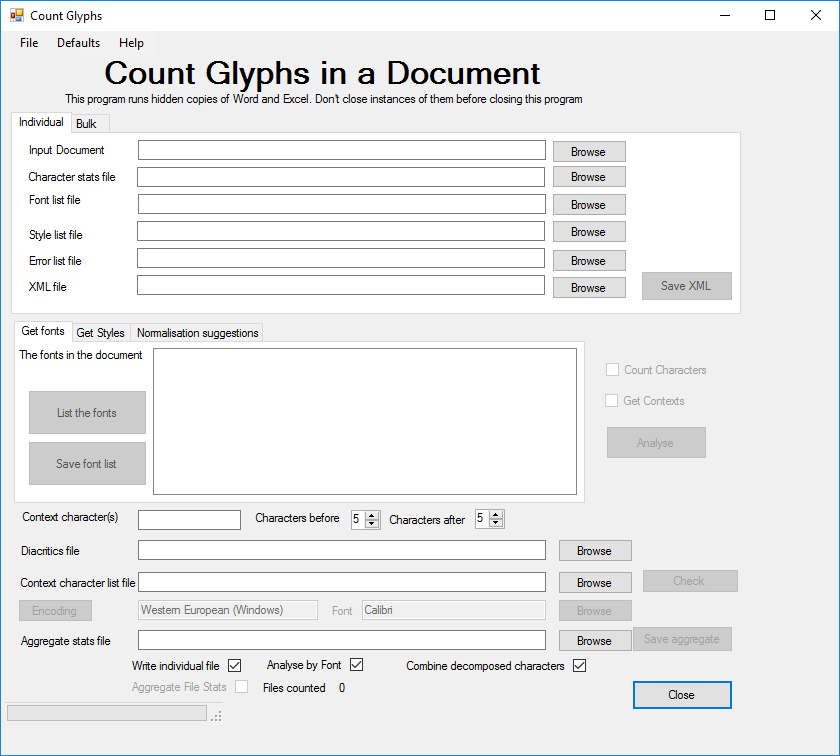 Count Glyphs
File Defaults Help
Count Glyphs in a Document
This program runs hidden copies of Word and Excel. Don't close instances of them before closing this program
Individual Bulk
Input Document Browse
Character stats file Browse
Font list file Browse
Style list file Browse
Error list file Browse
XML file Browse Save XML
Get fonts Get Styles Normalisation suggestions
The fonts in the document
Count Characters
Get Contexts
List the fonts
Analyse
Save font list
Context character(s) Characters before 5 Characters after 5
Diacritics file Browse
Context character list file Browse Check
Encoding Western European (Windows) Font Calibri Browse
Aggregate stats file Browse Save aggregate
Write individual file Analyse by Font Combine decomposed characters
Aggregate File Stats Files counted 0
Close